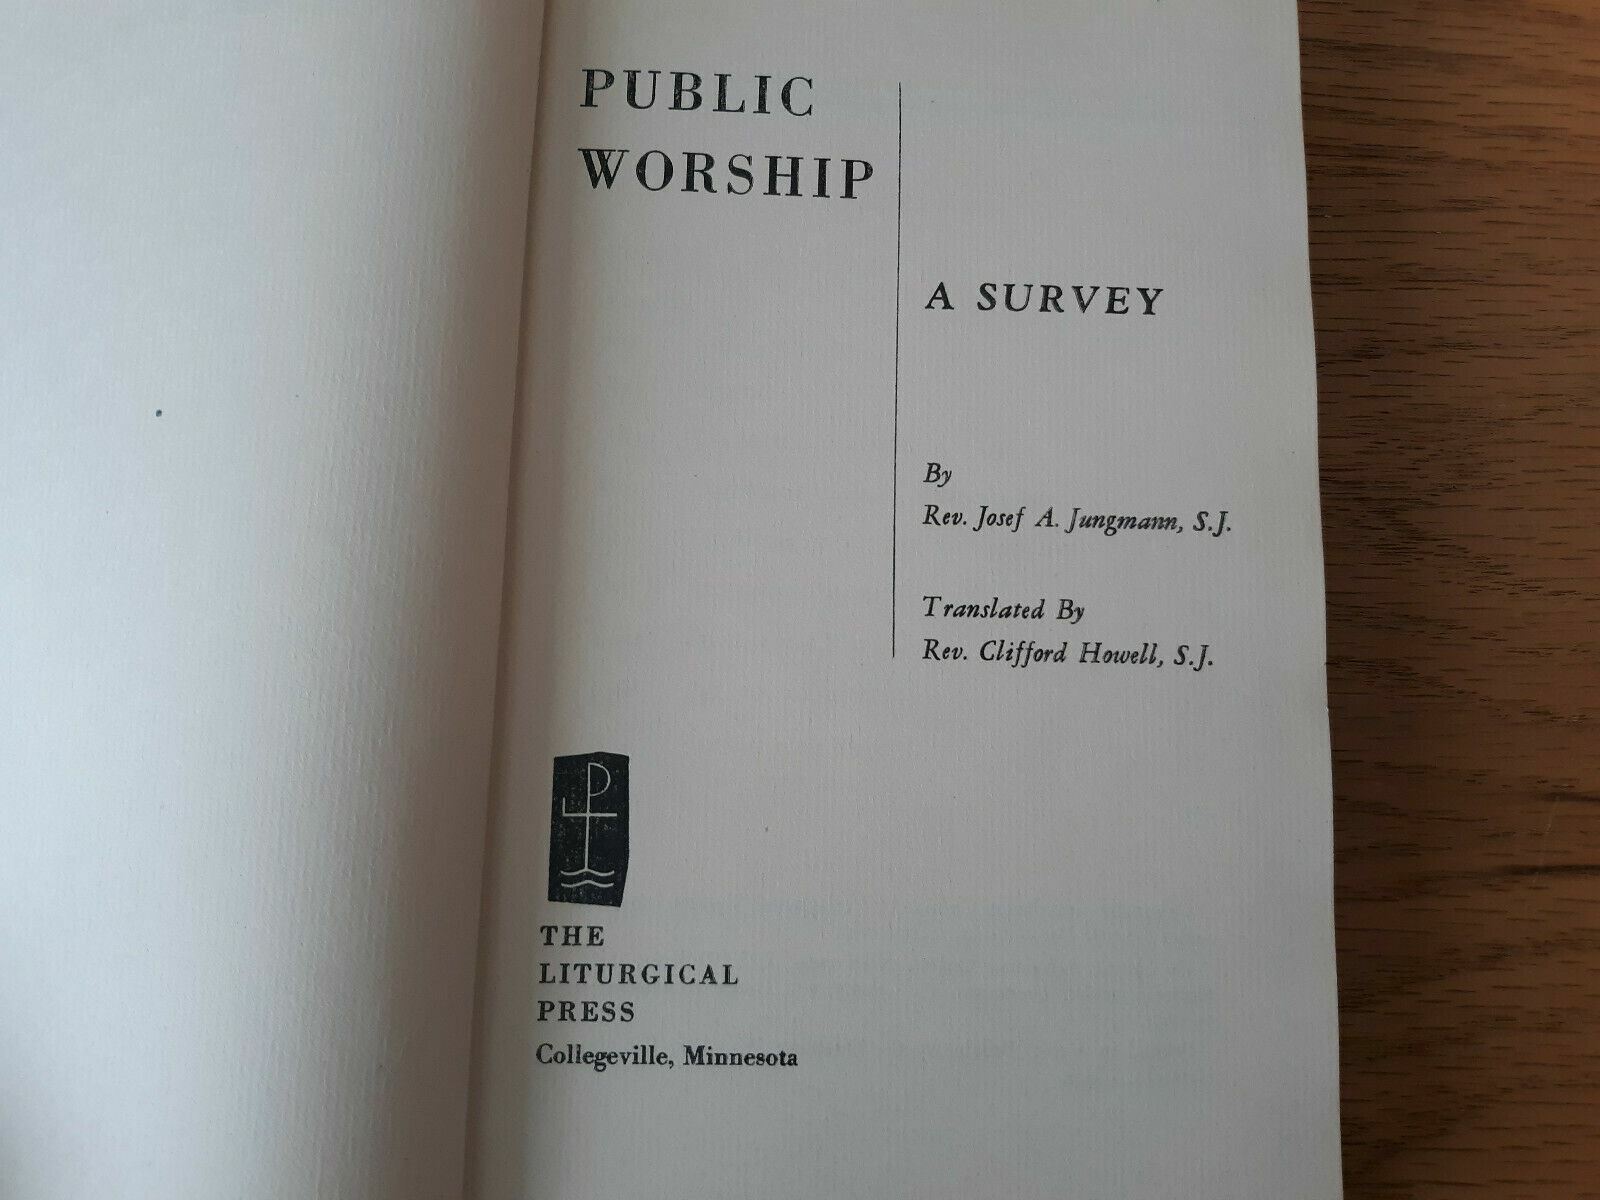 PUBLIC
WORSHIP
A SURVEY
By
Rev. Josef A. Jungmann, S.J.
Translated By
Rev. Clifford Howell, S.J.
THE
LITURGICAL
PRESS
Collegeville, Minnesota